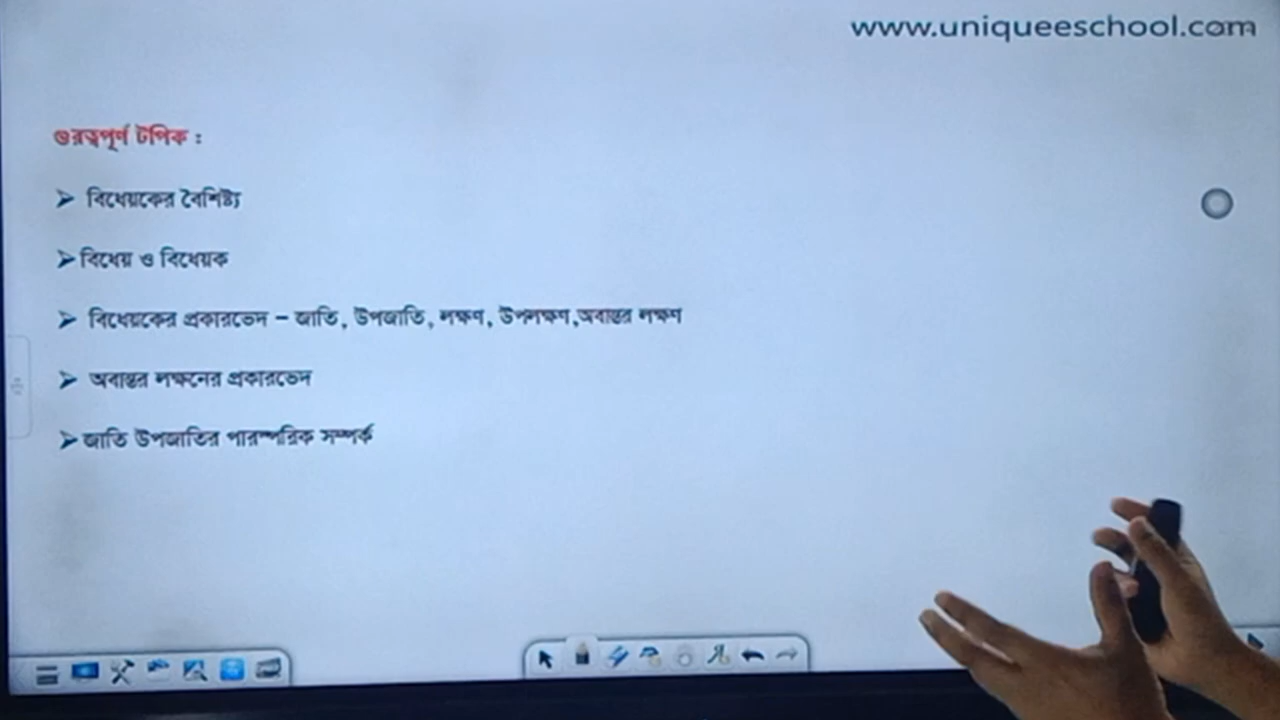 www.uniqueeschool.com
গুরত্বপূর্ণ টপিক :
➤ বিধেয়কের বৈশিষ্ট্য
➤বিধেয় ও বিধেয়ক
➤ বিধেয়কের প্রকারভেদ – জাতি, উপজাতি, লক্ষণ, উপলক্ষণ,অবান্তর লক্ষণ
➤ অবান্তর লক্ষনের প্রকারভেদ
➤জাতি উপজাতির পারস্পরিক সম্পর্ক